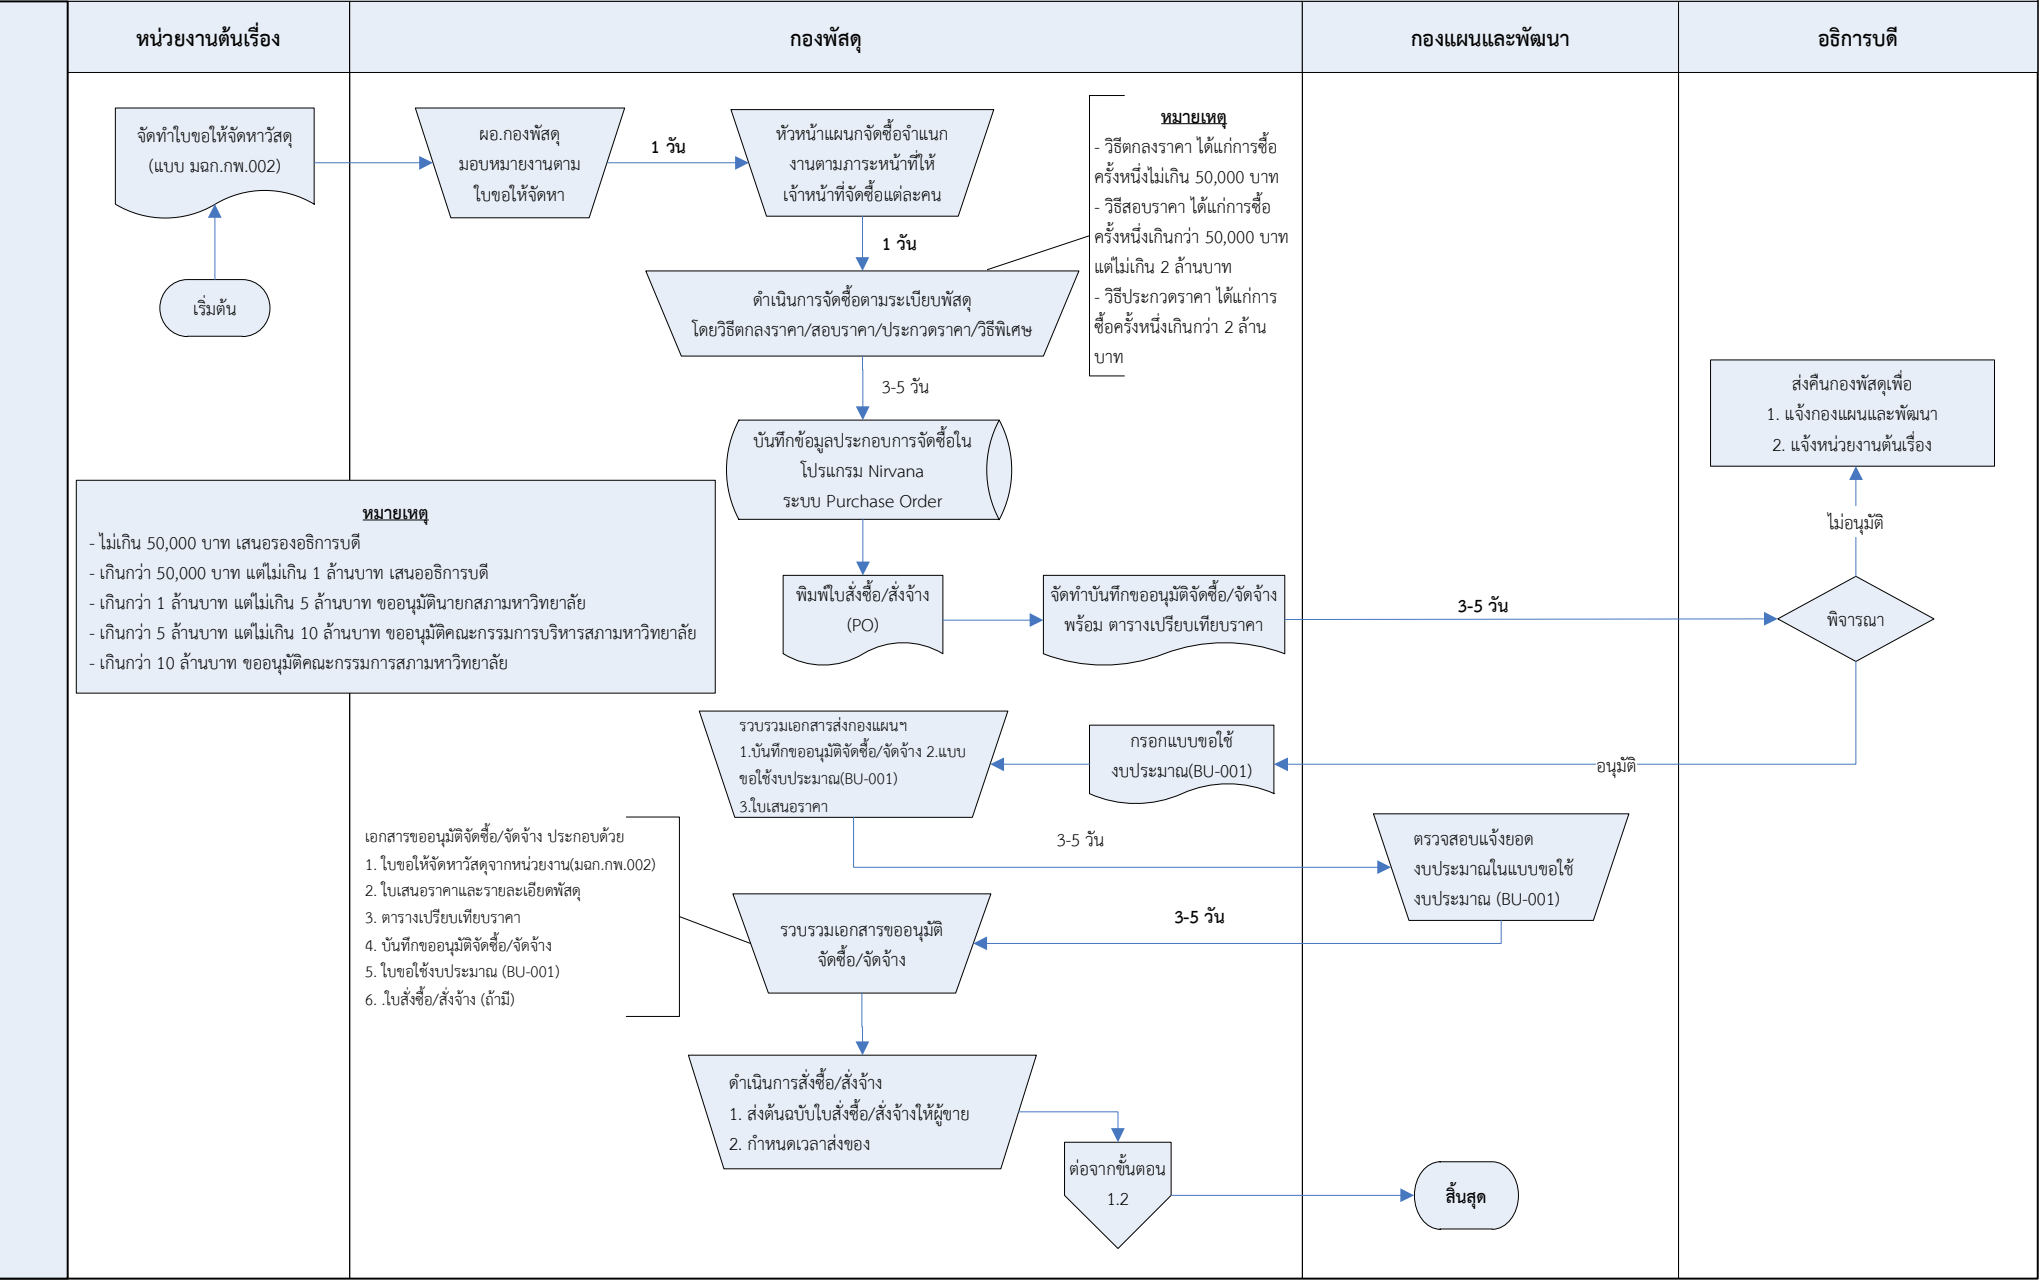 หน่วยงานต้นเรื่อง
กองพัสดุ
กองแผนและพัฒนา
อธิการบดี
จัดทำใบขอให้จัดหาวัสดุ
(แบบ มฉก.กพ.002)
เริ่มต้น
ผอ.กองพัสดุ
มอบหมายงานตาม
ใบขอให้จัดหา
1 วัน
หัวหน้าแผนกจัดซื้อจำแนก
งานตามภาระหน้าที่ให้
เจ้าหน้าที่จัดซื้อแต่ละคน
1 วัน
หมายเหตุ
- วิธีตกลงราคา ได้แก่การซื้อ
ครั้งหนึ่งไม่เกิน 50,000 บาท
- วิธีสอบราคา ได้แก่การซื้อ
ครั้งหนึ่งเกินกว่า 50,000 บาท
แต่ไม่เกิน 2 ล้านบาท
- วิธีประกวดราคา ได้แก่การ
ซื้อครั้งหนึ่งเกินกว่า 2 ล้าน
บาท
ดำเนินการจัดซื้อตามระเบียบพัสดุ
โดยวิธีตกลงราคา/สอบราคา/ประกวดราคา/วิธีพิเศษ
3-5 วัน
บันทึกข้อมูลประกอบการจัดซื้อใน
โปรแกรม Nirvana
ระบบ Purchase Order
ส่งคืนกองพัสดุเพื่อ
1. แจ้งกองแผนและพัฒนา
2. แจ้งหน่วยงานต้นเรื่อง
ไม่อนุมัติ
หมายเหตุ
- ไม่เกิน 50,000 บาท เสนอรองอธิการบดี
- เกินกว่า 50,000 บาท แต่ไม่เกิน 1 ล้านบาท เสนออธิการบดี
- เกินกว่า 1 ล้านบาท แต่ไม่เกิน 5 ล้านบาท ขออนุมัตินายกสภามหาวิทยาลัย
- เกินกว่า 5 ล้านบาท แต่ไม่เกิน 10 ล้านบาท ขออนุมัติคณะกรรมการบริหารสภามหาวิทยาลัย
- เกินกว่า 10 ล้านบาท ขออนุมัติคณะกรรมการสภามหาวิทยาลัย
พิมพ์ใบสั่งซื้อ/สั่งจ้าง
(PO)
จัดทำบันทึกขออนุมัติจัดซื้อ/จัดจ้าง
พร้อม ตารางเปรียบเทียบราคา
3-5 วัน
พิจารณา
อนุมัติ
กรอกแบบขอใช้
งบประมาณ(BU-001)
รวบรวมเอกสารส่งกองแผนฯ
1.บันทึกขออนุมัติจัดซื้อ/จัดจ้าง 2.แบบ
ขอใช้งบประมาณ(BU-001)
3.ใบเสนอราคา
3-5 วัน
ตรวจสอบแจ้งยอด
งบประมาณในแบบขอใช้
งบประมาณ (BU-001)
3-5 วัน
เอกสารขออนุมัติจัดซื้อ/จัดจ้าง ประกอบด้วย
1. ใบขอให้จัดหาวัสดุจากหน่วยงาน(มฉก.กพ.002)
2. ใบเสนอราคาและรายละเอียดพัสดุ
3. ตารางเปรียบเทียบราคา
4. บันทึกขออนุมัติจัดซื้อ/จัดจ้าง
5. ใบขอใช้งบประมาณ (BU-001)
6. .ใบสั่งซื้อ/สั่งจ้าง (ถ้ามี)
รวบรวมเอกสารขออนุมัติ
จัดซื้อ/จัดจ้าง
ดำเนินการสั่งซื้อ/สั่งจ้าง
1. ส่งต้นฉบับใบสั่งซื้อ/สั่งจ้างให้ผู้ขาย
2. กำหนดเวลาส่งของ
ต่อจากขั้นตอน
1.2
สิ้นสุด